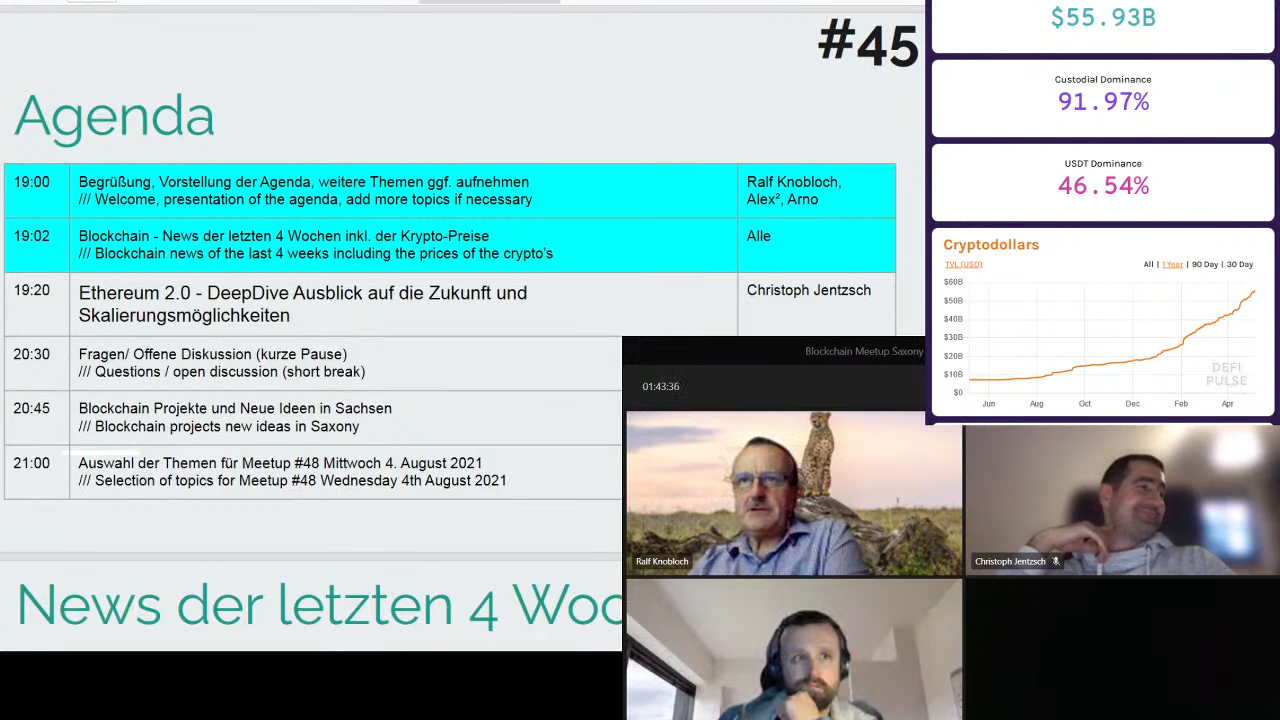 #45
Agenda
19:00
Begrüßung, Vorstellung der Agenda, weitere Themen ggf. aufnehmen
/// Welcome, presentation of the agenda, add more topics if necessary
Ralf Knobloch,
Alex², Arno
19:02
Blockchain - News der letzten 4 Wochen inkl. der Krypto-Preise
/// Blockchain news of the last 4 weeks including the prices of the crypto's
Alle
19:20
Ethereum 2.0 - DeepDive Ausblick auf die Zukunft und
Skalierungsmöglichkeiten
Christoph Jentzsch
20:30
Fragen/ Offene Diskussion (kurze Pause)
/// Questions / open discussion (short break)
20:45
Blockchain Projekte und Neue Ideen in Sachsen
/// Blockchain projects new ideas in Saxony
21:00
Auswahl der Themen für Meetup #48 Mittwoch 4. August 2021
/// Selection of topics for Meetup #48 Wednesday 4th August 2021
News der letzten 4 Woc
$55.93B
Custodial Dominance
91.97%
USDT Dominance
46.54%
Cryptodollars
TVL (USD)
All | 1 Year | 90 Day | 30 Day
$60B
$50B
$40B
$30B
$20B
$10B
$0
DEFI
PULSE
Jun Aug Oct Dec Feb Apr
Blockchain Meetup Saxony
01:43:36
Ralf Knobloch
Christoph Jentzsch